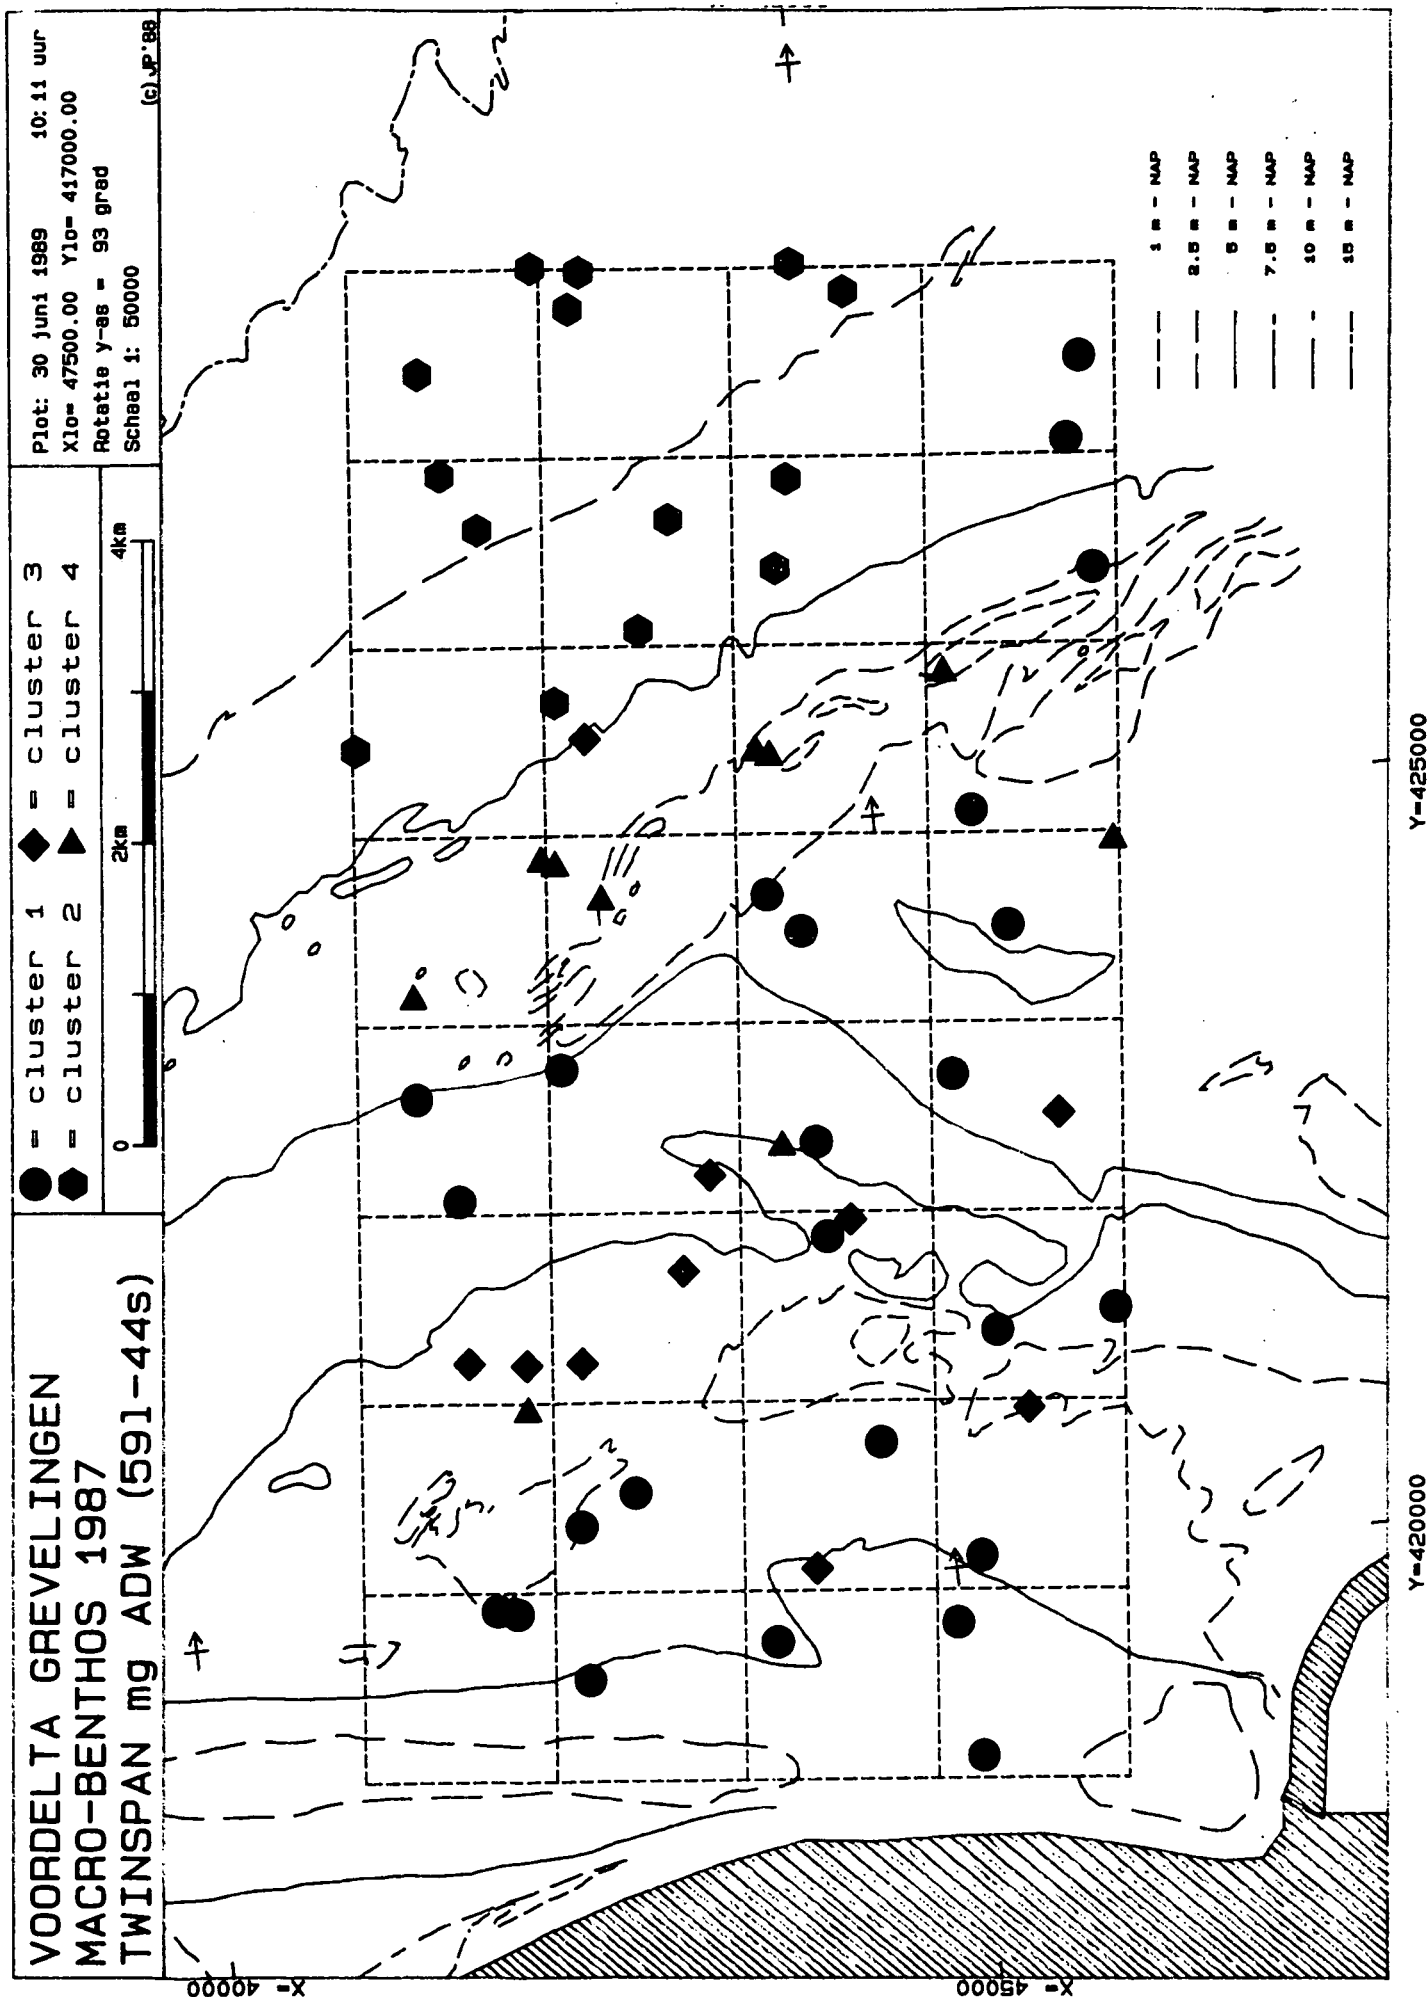 VOORDELTA GREVELINGEN
MACRO-BENTHOS 1987
TWINSPAN mg ADW (591-44s)
= cluster 1
= cluster 3
= cluster 2
= cluster 4
0
2km
4km
Plot: 30 juni 1989 10:11 uur
Xlo= 47500.00 Ylo= 417000.00
Rotatie y-as = 93 grad
Schaal 1: 50000
(c)JP'88
1 m - NAP
2.5 m - NAP
5 m - NAP
7.5 m - NAP
10 m - NAP
15 m - NAP
X= 40000
X= 45000
Y=420000
Y=425000